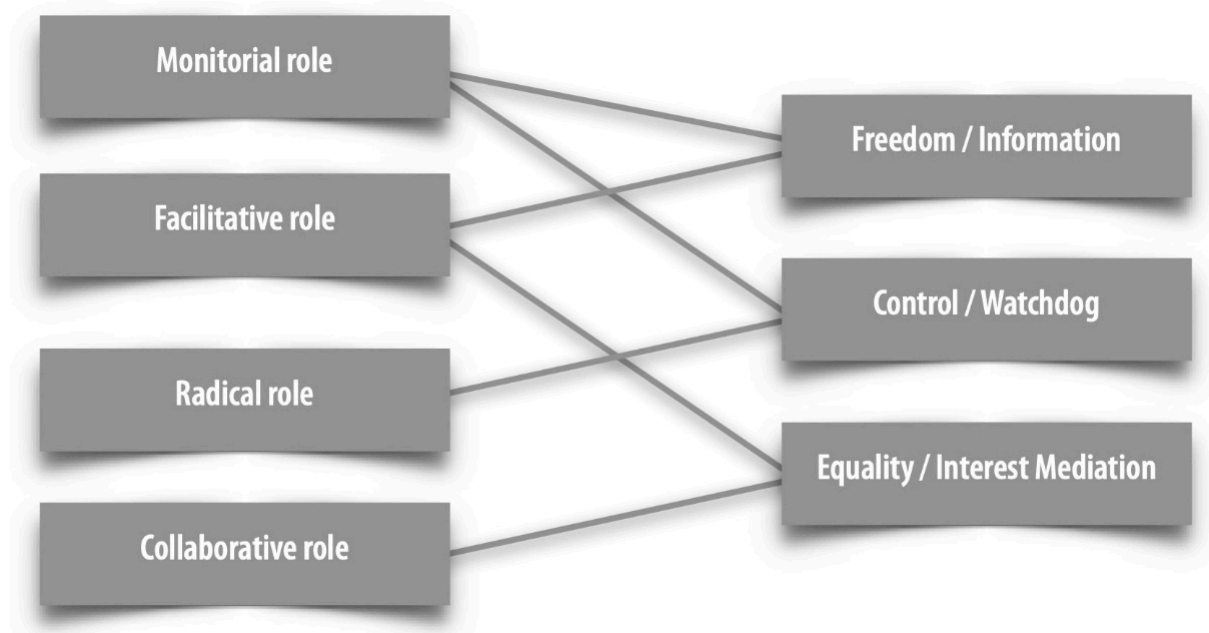 Monitorial role
Facilitative role
Radical role
Collaborative role
Freedom / Information
Control / Watchdog
Equality / Interest Mediation